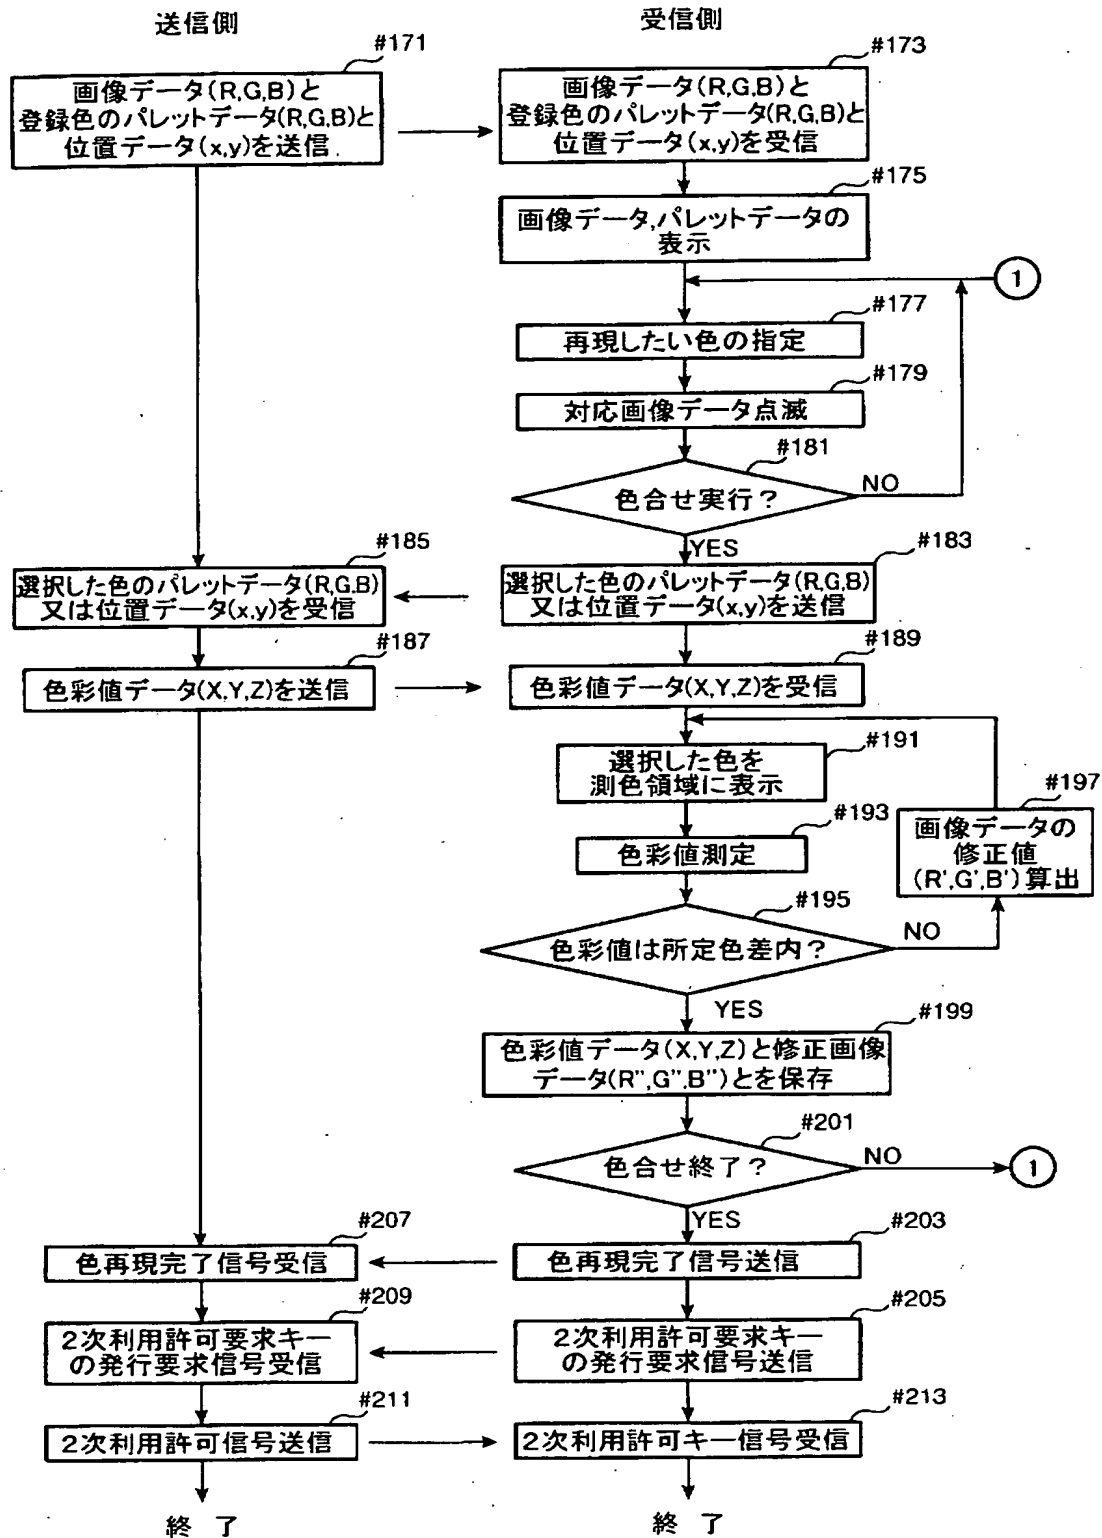 送信側
受信側
#171
画像データ(R,G,B)と
登録色のパレットデータ(R,G,B)と
位置データ(x,y)を送信
#173
画像データ(R,G,B)と
登録色のパレットデータ(R,G,B)と
位置データ(x,y)を受信
#175
画像データ,パレットデータの
表示
1
#177
再現したい色の指定
#179
対応画像データ点滅
#181
色合せ実行?
NO
YES
#185
選択した色のパレットデータ(R,G,B)
又は位置データ(x,y)を受信
#183
選択した色のパレットデータ(R,G,B)
又は位置データ(x,y)を送信
#187
色彩値データ(X,Y,Z)を送信
#189
色彩値データ(X,Y,Z)を受信
#191
選択した色を
測色領域に表示
#193
色彩値測定
#197
画像データの
修正値
(R',G',B')算出
#195
色彩値は所定色差内?
NO
YES
#199
色彩値データ(X,Y,Z)と修正画像
データ(R'',G'',B'')とを保存
#201
色合せ終了?
NO
1
YES
#207
色再現完了信号受信
#203
色再現完了信号送信
#209
2次利用許可要求キー
の発行要求信号受信
#205
2次利用許可要求キー
の発行要求信号送信
#211
2次利用許可信号送信
#213
2次利用許可キー信号受信
終了
終了